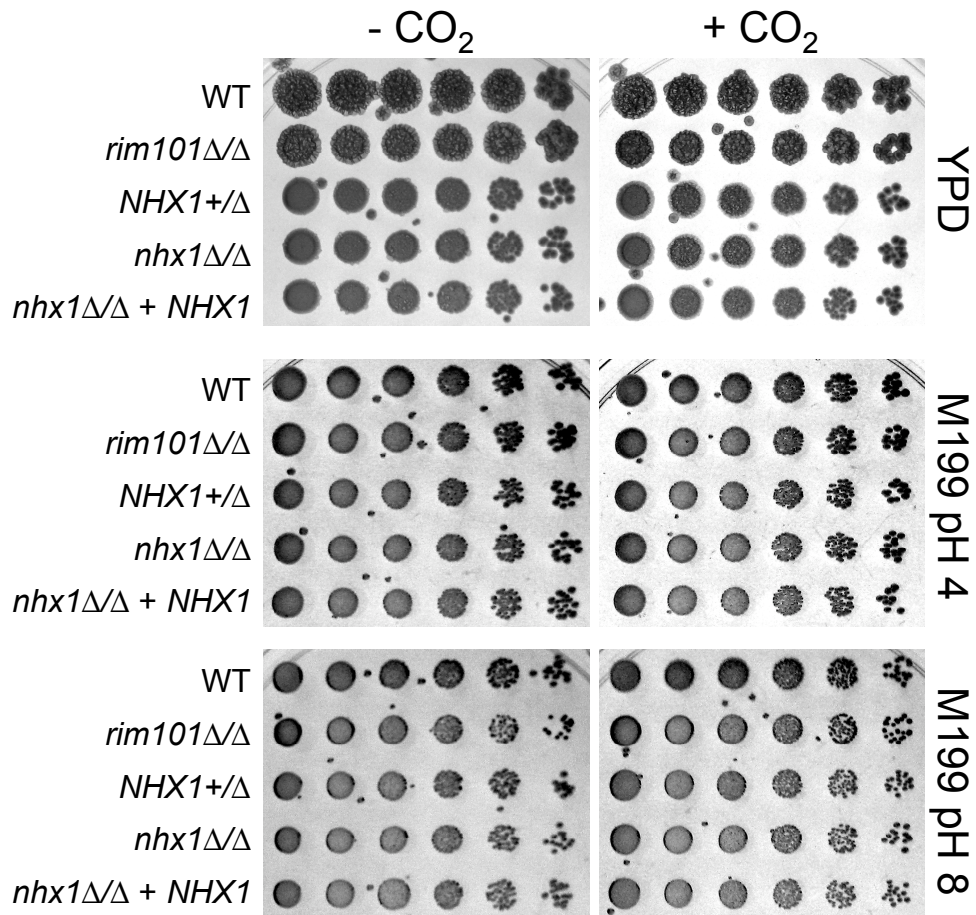 - CO₂
+ CO₂
WT
rim101Δ/Δ
NHX1+/Δ
nhx1Δ/Δ
nhx1Δ/Δ + NHX1
YPD
WT
rim101Δ/Δ
NHX1+/Δ
nhx1Δ/Δ
nhx1Δ/Δ + NHX1
M199 pH 4
WT
rim101Δ/Δ
NHX1+/Δ
nhx1Δ/Δ
nhx1Δ/Δ + NHX1
M199 pH 8